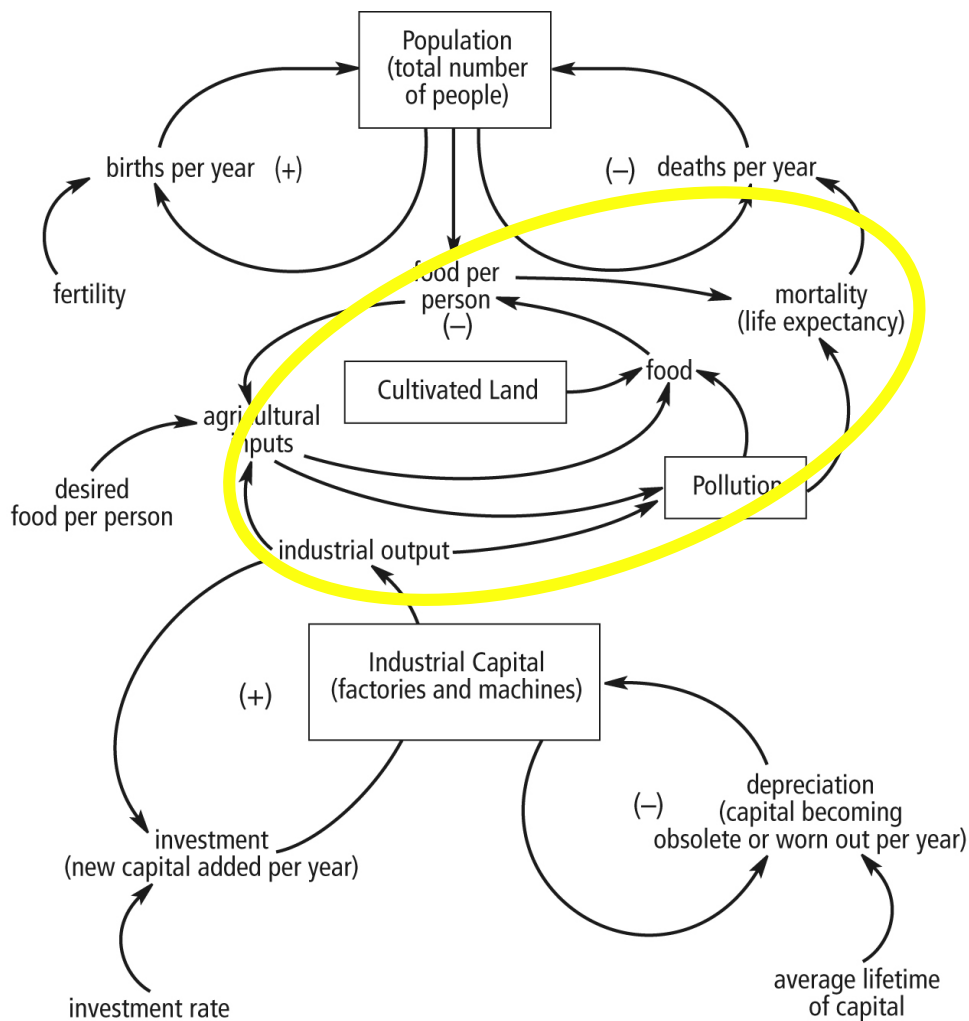 Population
(total number
of people)
births per year
(+)
(–)
deaths per year
fertility
food per
person
(–)
mortality
(life expectancy)
food
Cultivated Land
agricultural
inputs
desired
food per person
Pollution
industrial output
Industrial Capital
(factories and machines)
(+)
depreciation
(capital becoming
obsolete or worn out per year)
(–)
investment
(new capital added per year)
investment rate
average lifetime
of capital